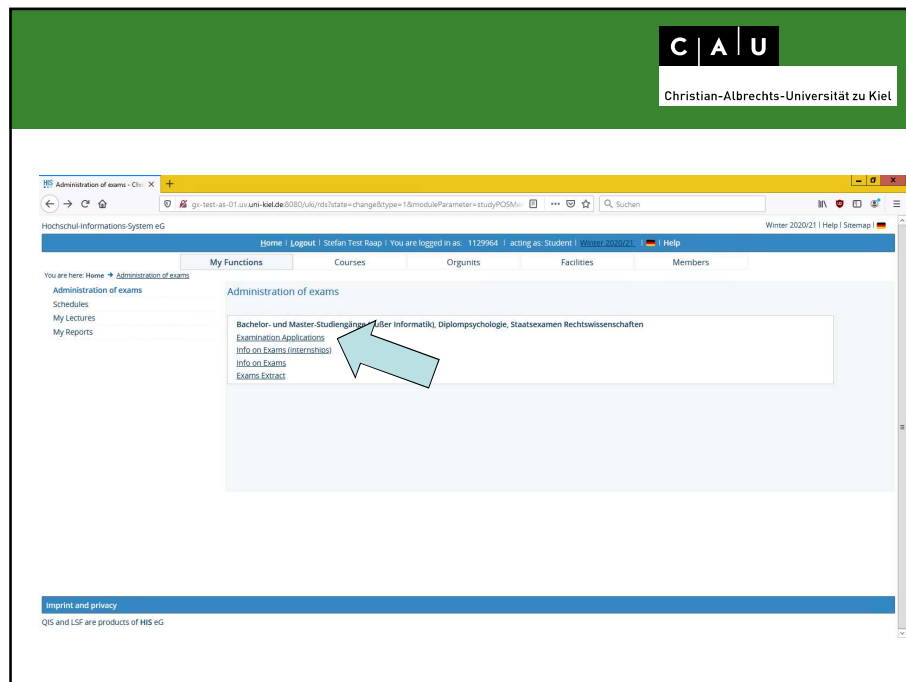 C | A | U
Christian-Albrechts-Universität zu Kiel
HIS Administration of exams - Chri X +
gx-test-as-01.uv.uni-kiel.de:8080/uki/rds?state=change&type=1&moduleParameter=studyPOSMe
Suchen
Hochschul-Informations-System eG
Winter 2020/21 | Help | Sitemap |
Home | Logout | Stefan Test Raap | You are logged in as: 1129964 | acting as: Student | Winter 2020/21 | Help
My Functions Courses Orgunits Facilities Members
You are here: Home → Administration of exams
Administration of exams
Schedules
My Lectures
My Reports
Administration of exams
Bachelor- und Master-Studiengänge ußer Informatik), Diplompsychologie, Staatsexamen Rechtswissenschaften
Examination Applications
Info on Exams (internships)
Info on Exams
Exams Extract
Imprint and privacy
QIS and LSF are products of HIS eG